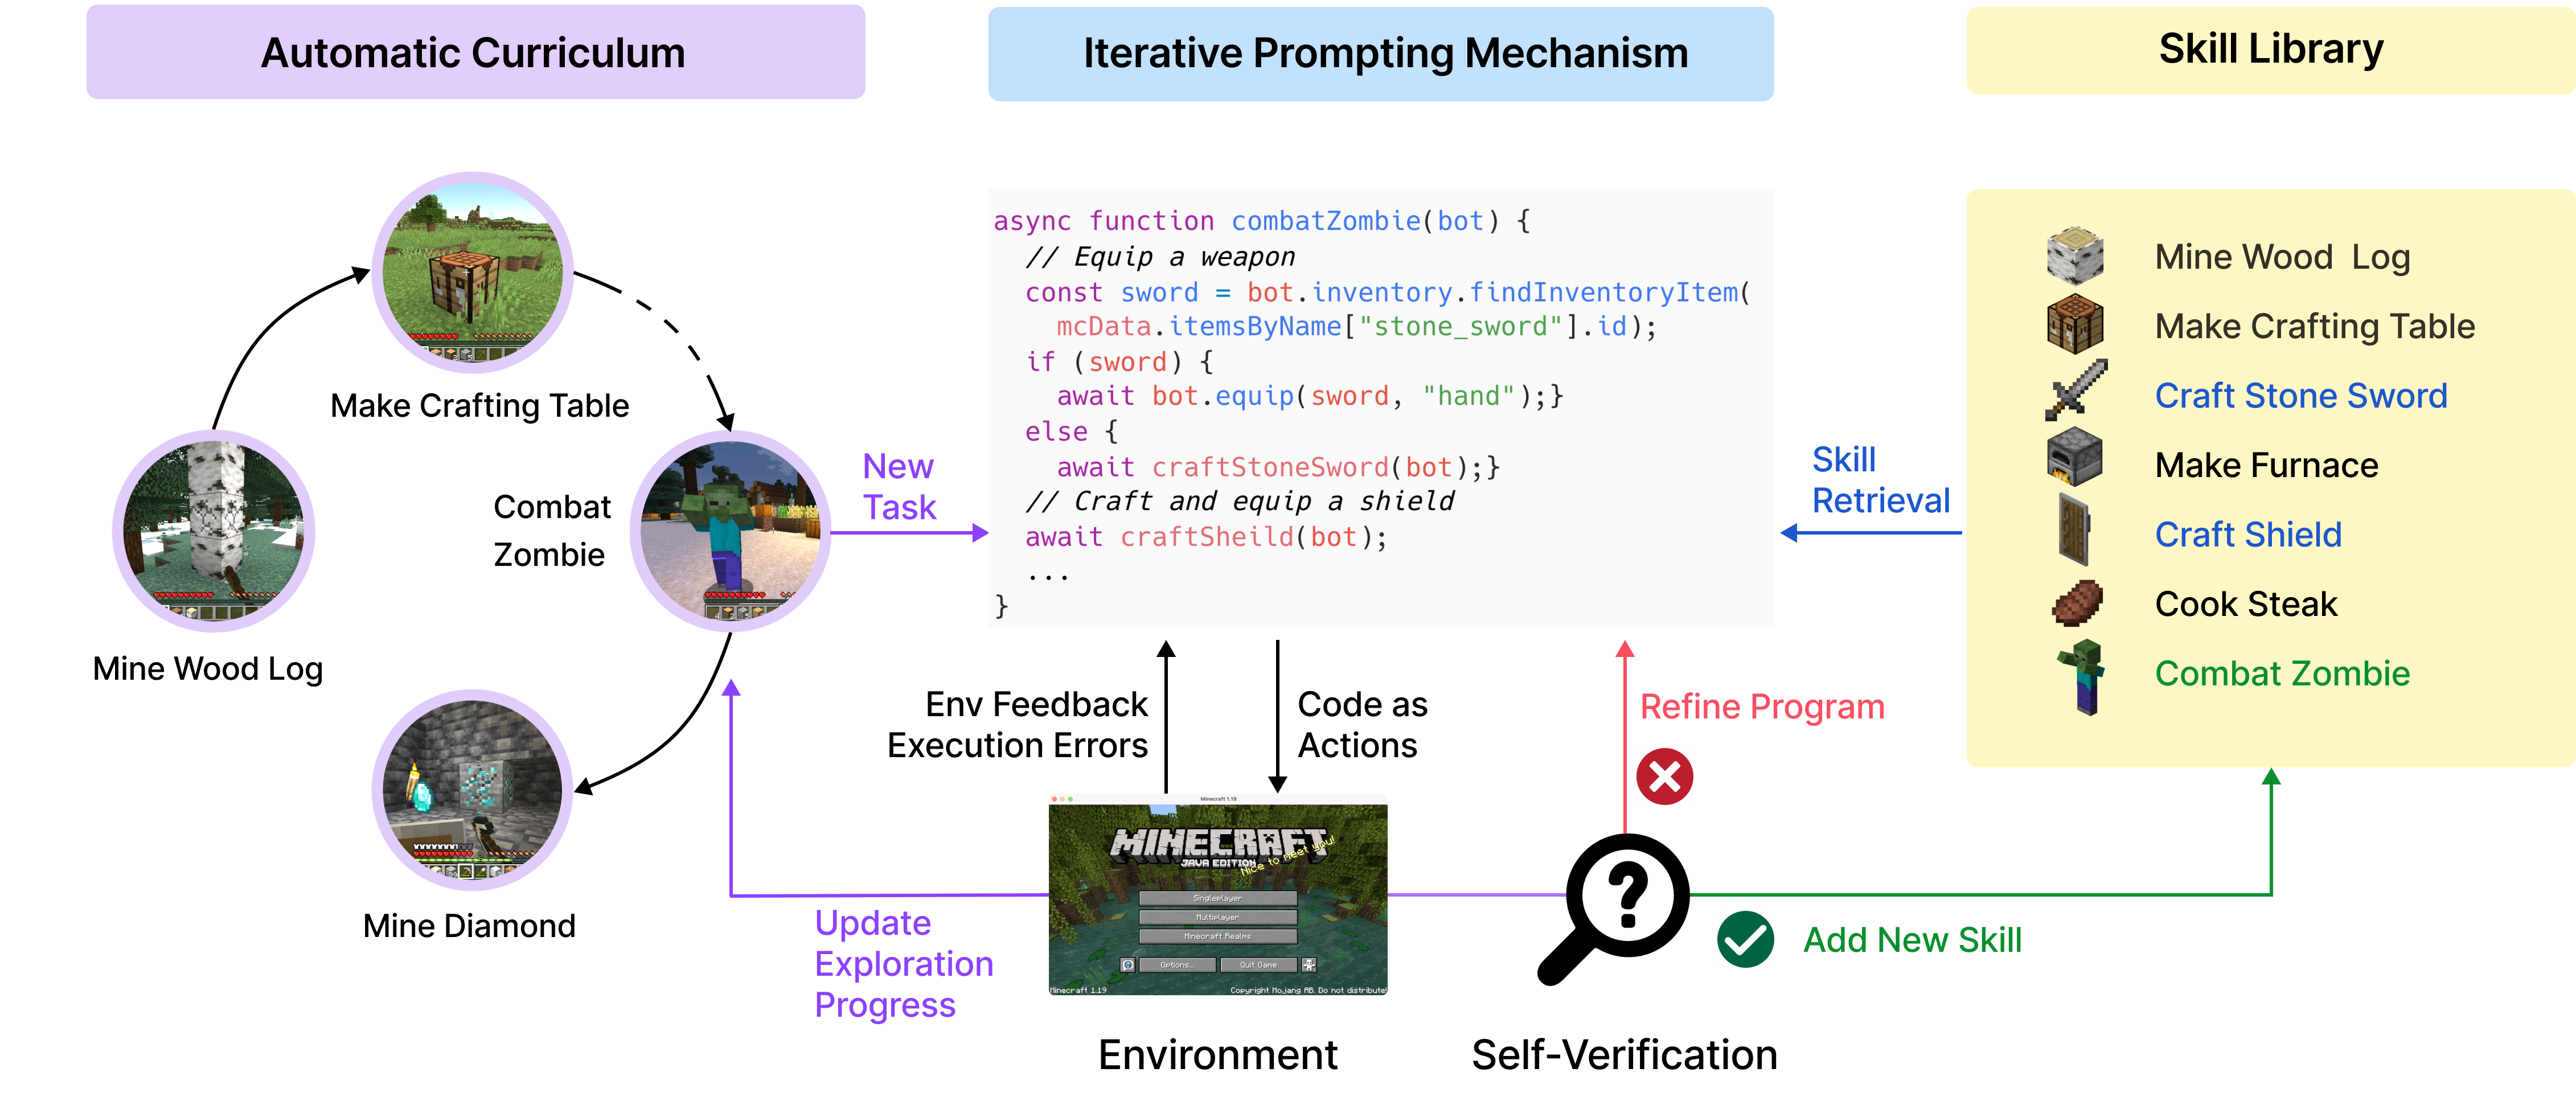 Automatic Curriculum
Iterative Prompting Mechanism
Skill Library
Make Crafting Table
Mine Wood Log
Combat
Zombie
Mine Diamond
New
Task
async function combatZombie(bot) {
// Equip a weapon
const sword = bot.inventory.findInventoryItem(
mcData.itemsByName["stone_sword"].id);
if (sword) {
await bot.equip(sword, "hand");}
else {
await craftStoneSword(bot);}
// Craft and equip a shield
await craftSheild(bot);
...
}
Skill
Retrieval
Mine Wood Log
Make Crafting Table
Craft Stone Sword
Make Furnace
Craft Shield
Cook Steak
Combat Zombie
Env Feedback
Execution Errors
Code as
Actions
Refine Program
Update
Exploration
Progress
Minecraft 1.19
MINECRAFT
JAVA EDITION
Nice to meet you!
Singleplayer
Multiplayer
Minecraft Realms
Options...
Quit Game
Minecraft 1.19
Copyright Mojang AB. Do not distribute!
Add New Skill
Environment
Self-Verification